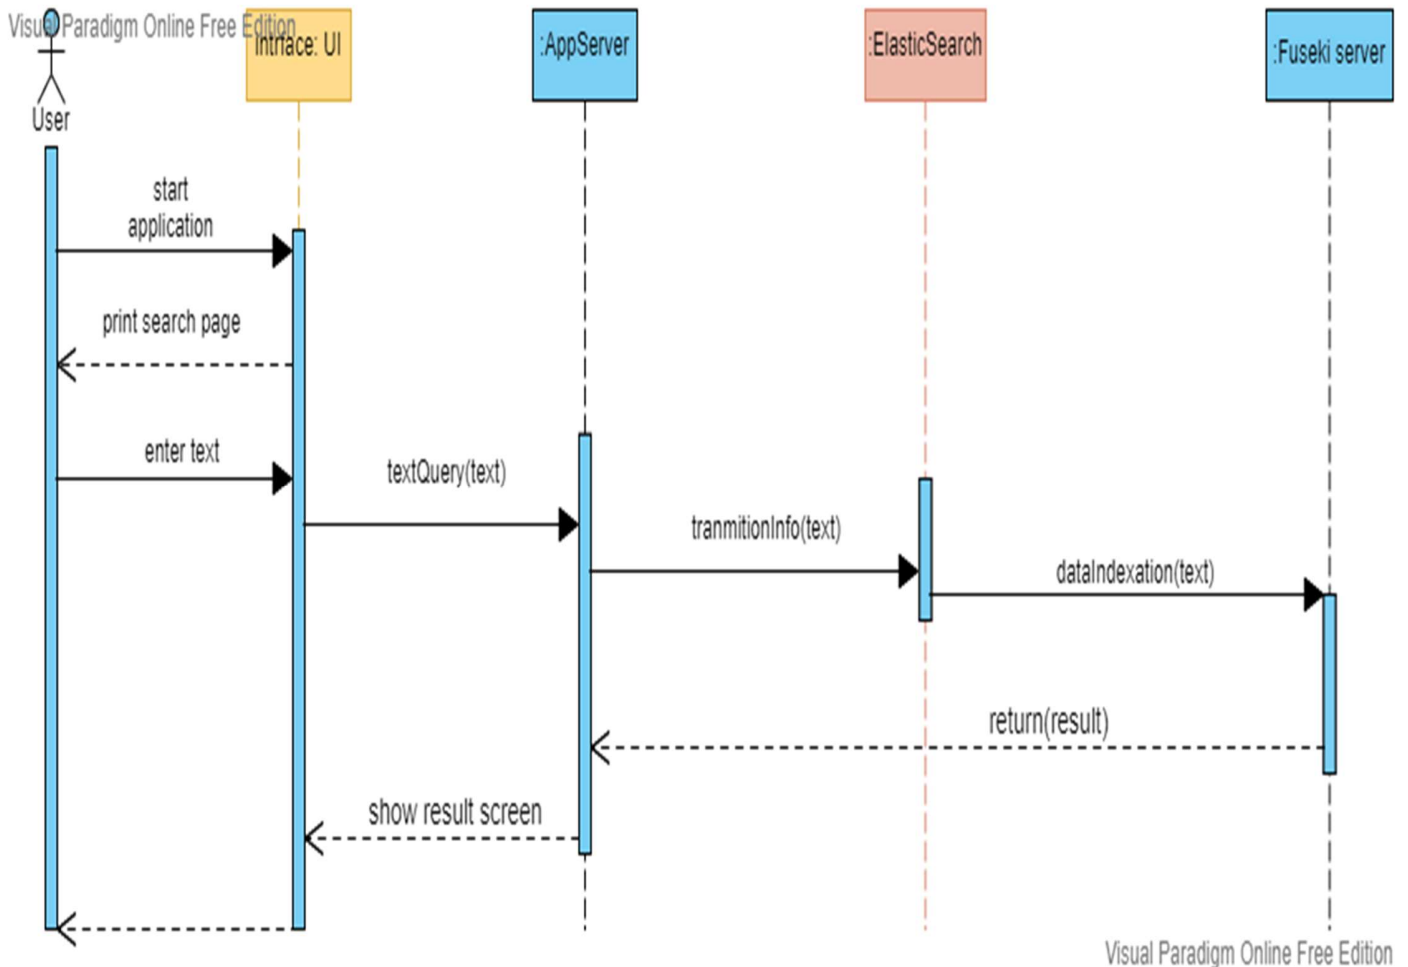 Visual Paradigm Online Free Edition
User
Intrface: UI
:AppServer
:ElasticSearch
:Fuseki server
start
application
print search page
enter text
textQuery(text)
tranmitionInfo(text)
dataIndexation(text)
return(result)
show result screen
Visual Paradigm Online Free Edition